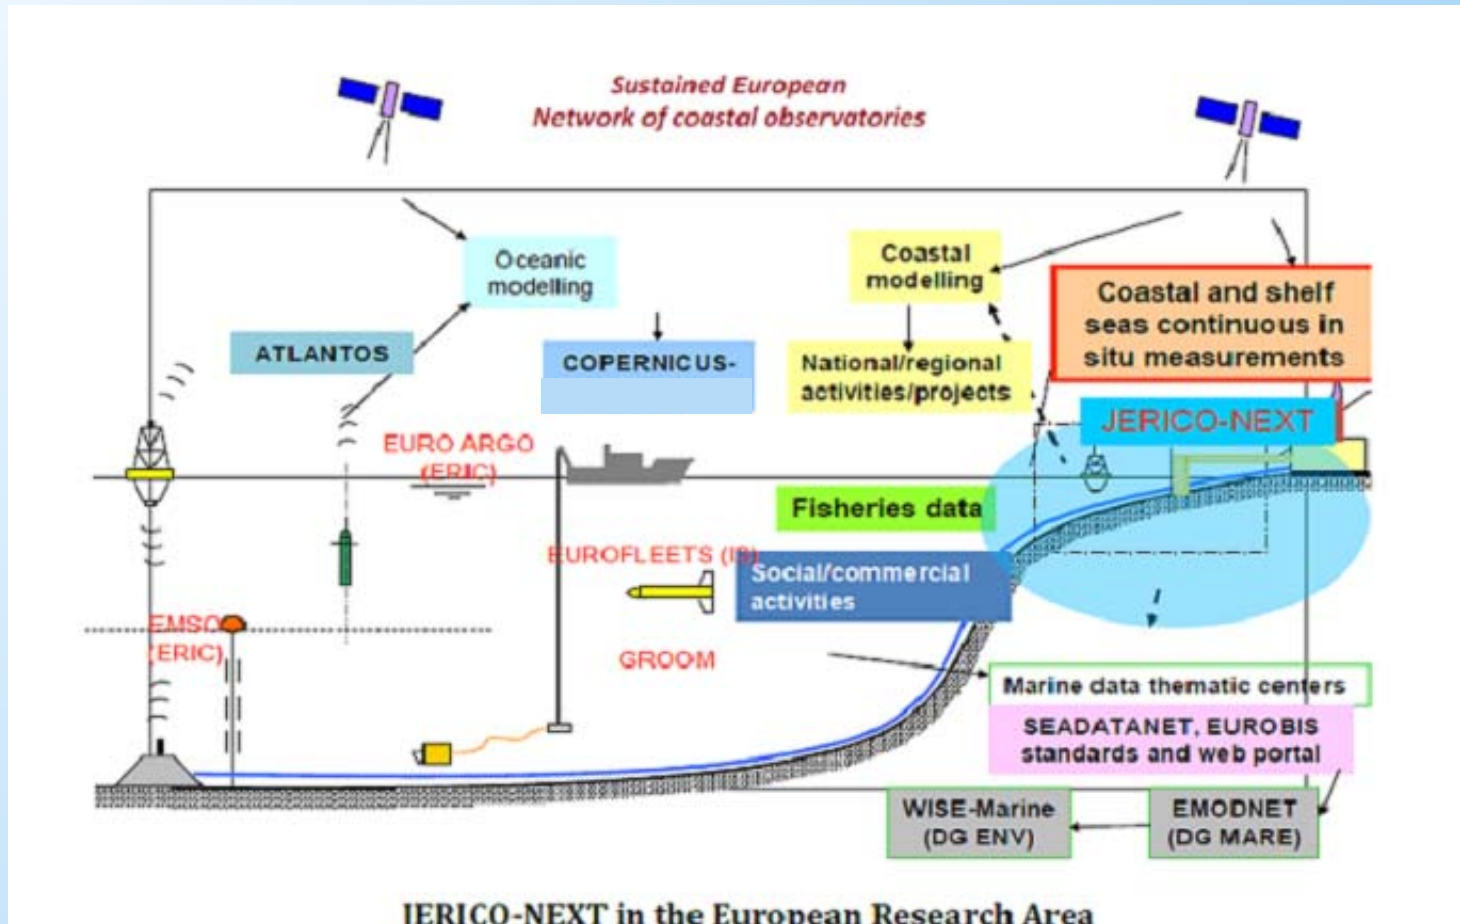 Sustained European
Network of coastal observatories
Oceanic
modelling
Coastal
modelling
Coastal and shelf
seas continuous in
situ measurements
ATLANTOS
COPERNICUS-
National/regional
activities/projects
JERICO-NEXT
EURO ARGO
(ERIC)
Fisheries data
EUROFLEETS (IS)
Social/commercial
activities
EMSO
(ERIC)
GROOM
Marine data thematic centers
SEADATANET, EUROBIS
standards and web portal
WISE-Marine
(DG ENV)
EMODNET
(DG MARE)
JERICO-NEXT in the European Research Area